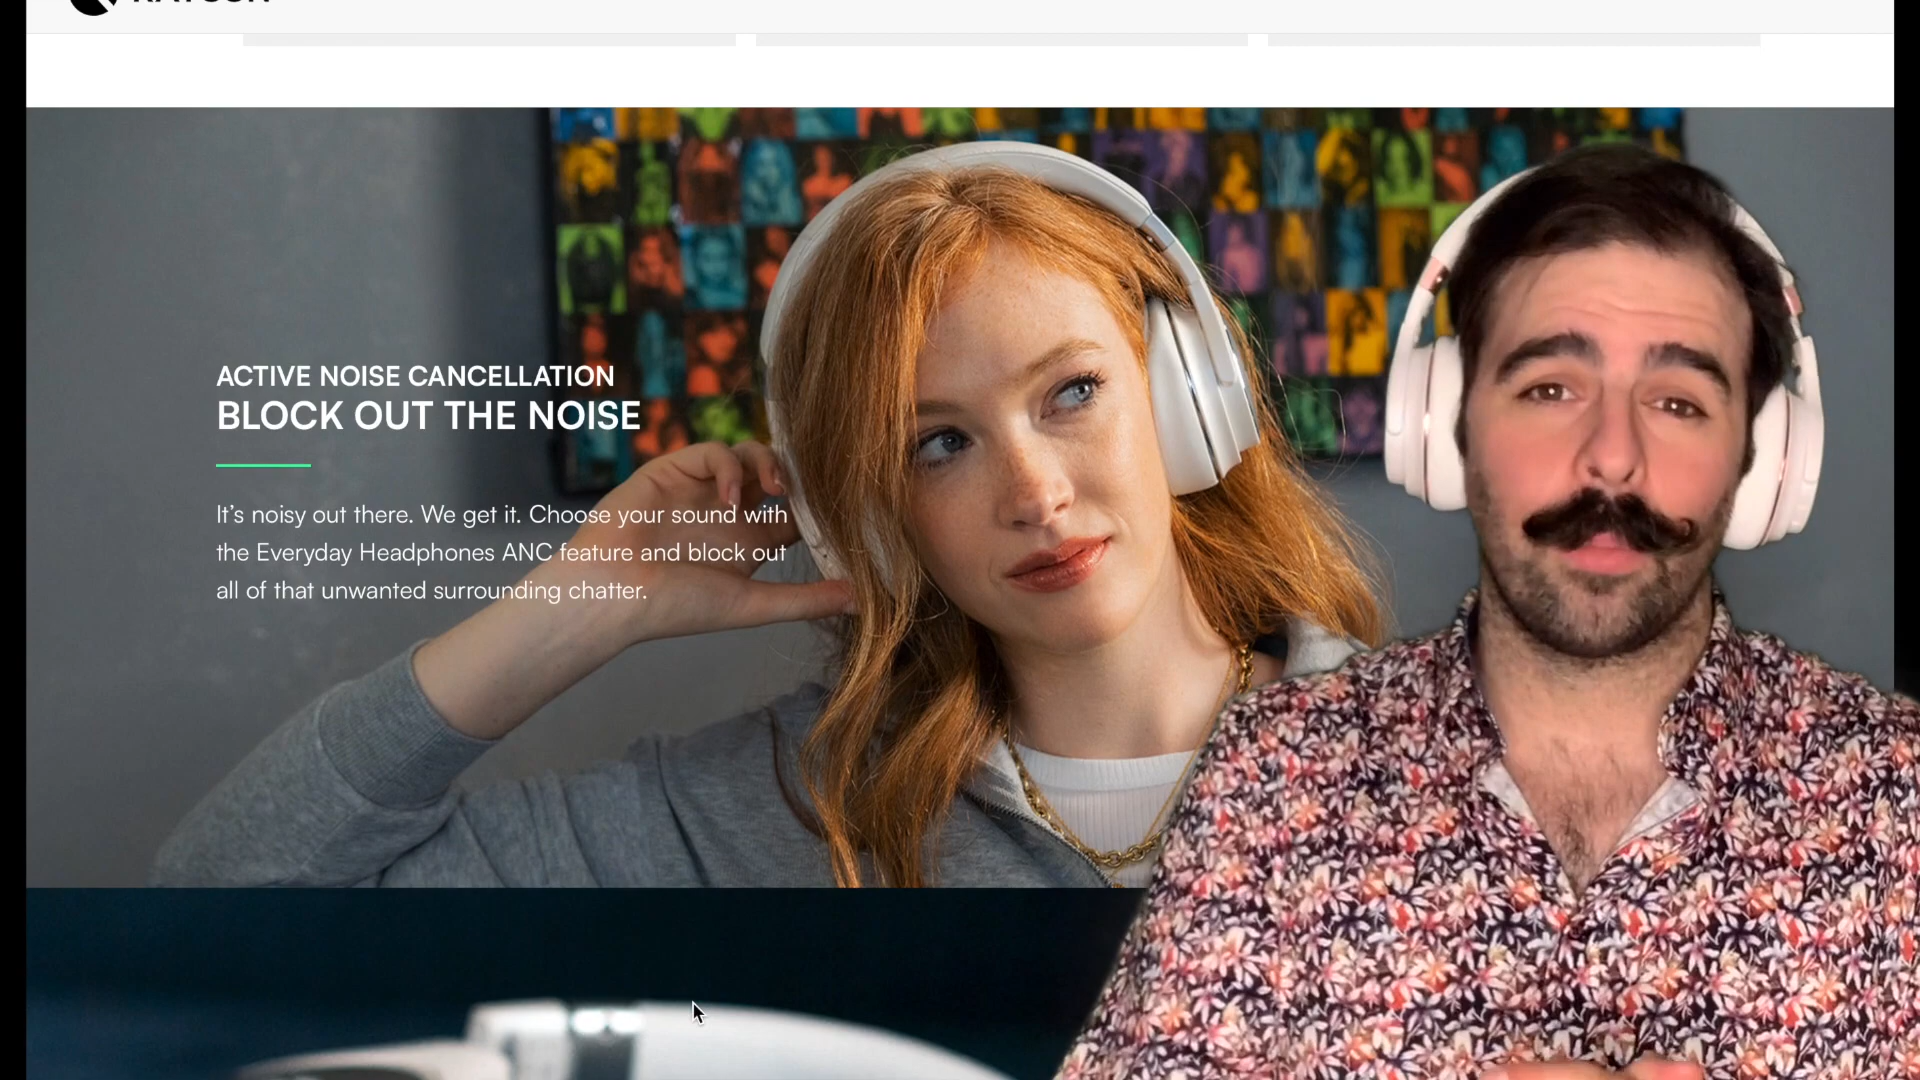 ACTIVE NOISE CANCELLATION
BLOCK OUT THE NOISE
It's noisy out there. We get it. Choose your sound with
the Everyday Headphones ANC feature and block out
all of that unwanted surrounding chatter.